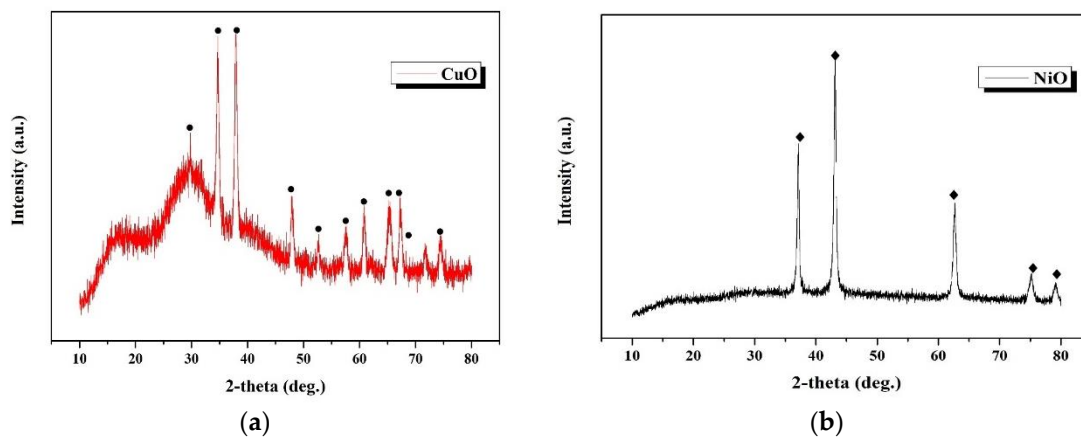 CuO
Intensity (a.u.)
10 20 30 40 50 60 70 80
2-theta (deg.)
(a)
NiO
Intensity (a.u.)
10 20 30 43 50 60 70 80
2-theta (deg.)
(b)